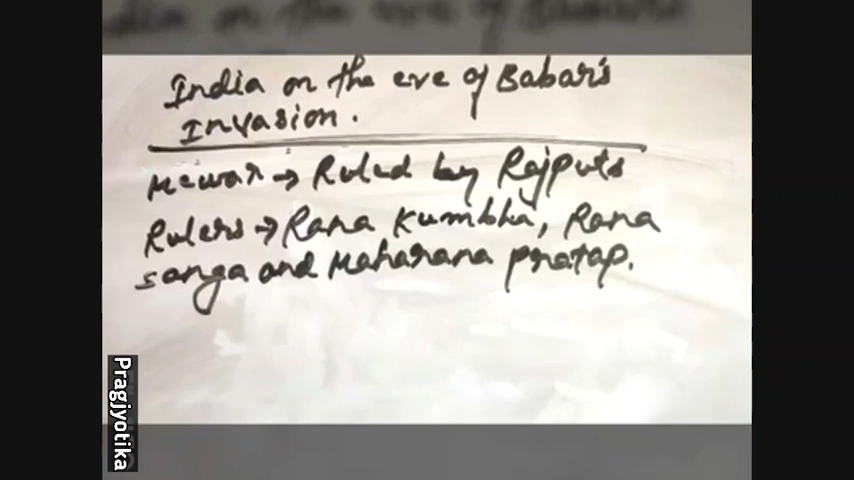 India on the eve of Babar's
Invasion.
Mewar → Ruled by Rajputs
Rulers → Rana Kumbha, Rana
sanga and Maharana pratap.
Pragjyotika